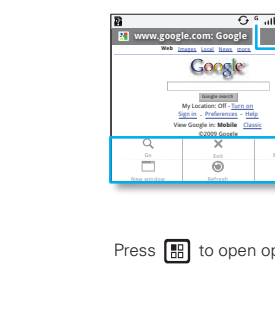 G
www.google.com: Google
Web Images Local News more
Google
Google search
My Location: Off - Turn on
Sign in - Preferences - Help
View Google in: Mobile Classic
©2009 Google
Go Exit
New window Refresh
Press to open op